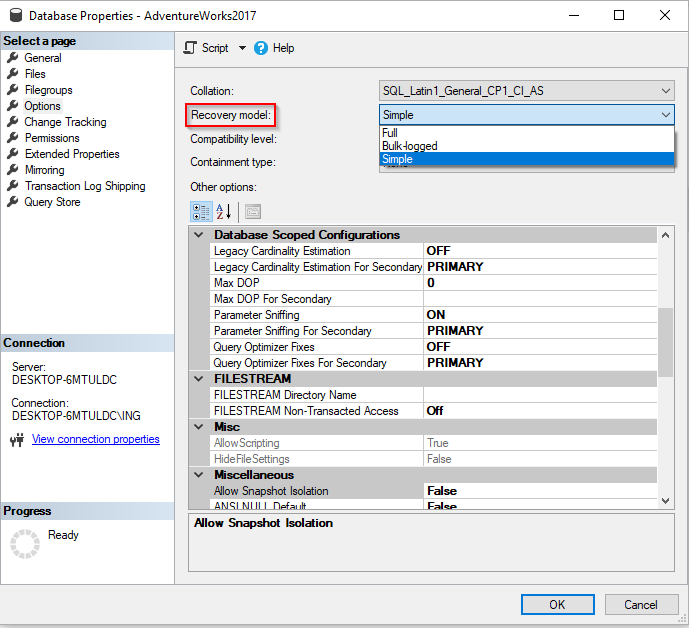 Database Properties - AdventureWorks2017
Select a page
General
Files
Filegroups
Options
Change Tracking
Permissions
Extended Properties
Mirroring
Transaction Log Shipping
Query Store
Connection
Server:
DESKTOP-6MTULDC
Connection:
DESKTOP-6MTULDC\ING
View connection properties
Progress
Ready
Script Help
Collation: SQL_Latin1_General_CP1_CI_AS
Recovery model: Simple
Full
Compatibility level: Bulk-logged
Simple
Containment type:
Other options:
Database Scoped Configurations
Legacy Cardinality Estimation OFF
Legacy Cardinality Estimation For Secondary PRIMARY
Max DOP 0
Max DOP For Secondary
Parameter Sniffing ON
Parameter Sniffing For Secondary PRIMARY
Query Optimizer Fixes OFF
Query Optimizer Fixes For Secondary PRIMARY
FILESTREAM
FILESTREAM Directory Name
FILESTREAM Non-Transacted Access Off
Misc
AllowScripting True
HideFileSettings False
Miscellaneous
Allow Snapshot Isolation False
ANSI NULL Default False
Allow Snapshot Isolation
OK Cancel